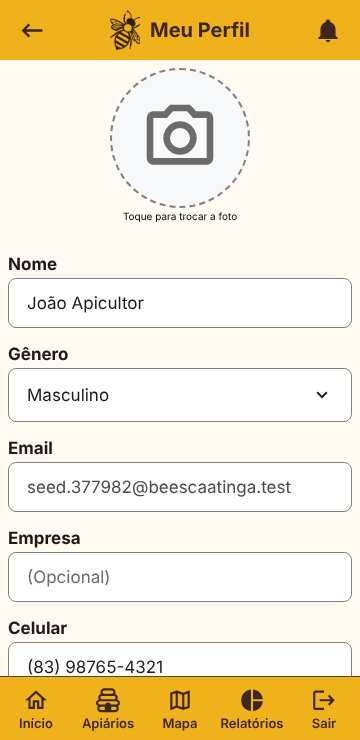 Meu Perfil
Toque para trocar a foto
Nome
João Apicultor
Gênero
Masculino
Email
seed.377982@beescaatinga.test
Empresa
(Opcional)
Celular
(83) 98765-4321
Início
Apiários
Mapa
Relatórios
Sair